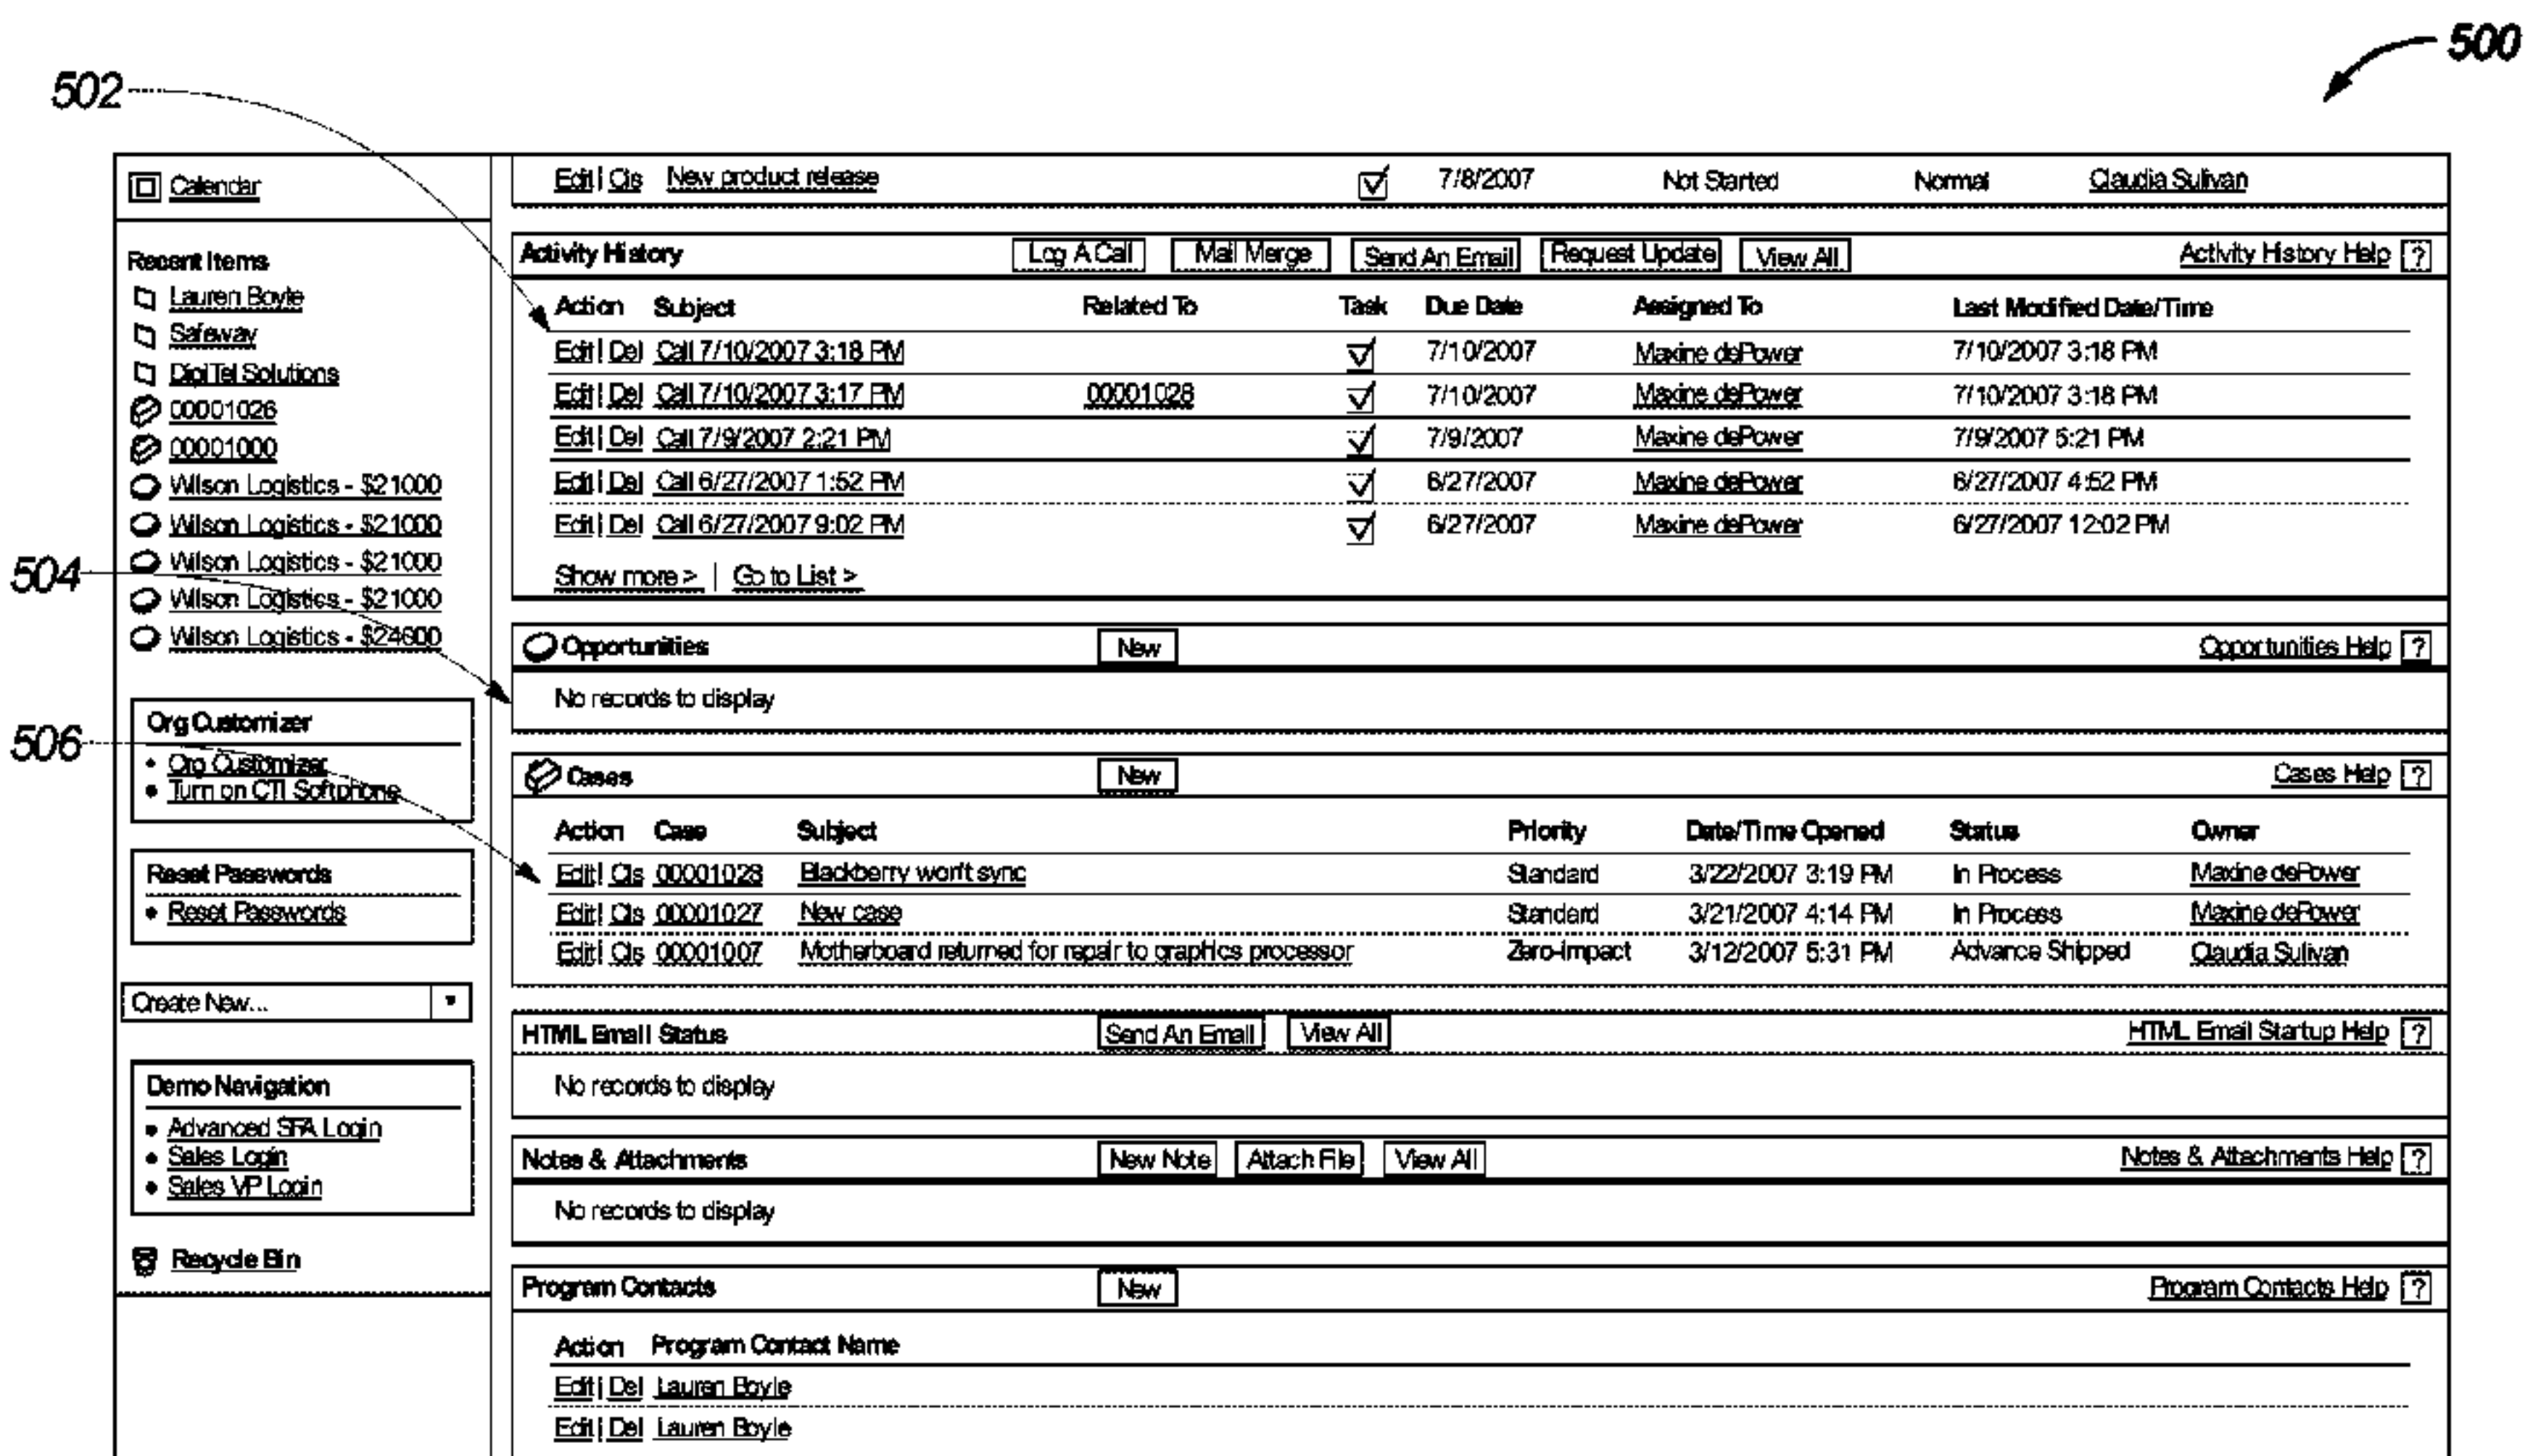 500
502
Calendar
Edit | Cls New product release 7/8/2007 Not Started Normal Claudia Sullivan
Activity History Log A Call Mail Merge Send An Email Request Update View All Activity History Help ?
Action Subject Related To Task Due Date Assigned To Last Modified Date/Time
Edit | Del Call 7/10/2007 3:18 PM 7/10/2007 Maxine dePower 7/10/2007 3:18 PM
Edit | Del Call 7/10/2007 3:17 PM 00001028 7/10/2007 Maxine dePower 7/10/2007 3:18 PM
Edit | Del Call 7/9/2007 2:21 PM 7/9/2007 Maxine dePower 7/9/2007 5:21 PM
Edit | Del Call 6/27/2007 1:52 PM 6/27/2007 Maxine dePower 6/27/2007 4:52 PM
Edit | Del Call 6/27/2007 9:02 PM 6/27/2007 Maxine dePower 6/27/2007 12:02 PM
Show more > | Go to List >
Recent Items
Lauren Boyle
Safeway
DigiTel Solutions
00001026
00001000
Wilson Logistics - $21000
Wilson Logistics - $21000
Wilson Logistics - $21000
Wilson Logistics - $21000
Wilson Logistics - $24600
504
Opportunities New Opportunities Help ?
No records to display
506
Org Customizer
• Org Customizer
• Turn on CTI Softphone
Reset Passwords
• Reset Passwords
Create New...
Cases New Cases Help ?
Action Case Subject Priority Date/Time Opened Status Owner
Edit | Cls 00001028 Blackberry won't sync Standard 3/22/2007 3:19 PM In Process Maxine dePower
Edit | Cls 00001027 New case Standard 3/21/2007 4:14 PM In Process Maxine dePower
Edit | Cls 00001007 Motherboard returned for repair to graphics processor Zero-Impact 3/12/2007 5:31 PM Advance Shipped Claudia Sullivan
HTML Email Status Send An Email View All HTML Email Startup Help ?
No records to display
Demo Navigation
• Advanced SFA Login
• Sales Login
• Sales VP Login
Recycle Bin
Notes & Attachments New Note Attach File View All Notes & Attachments Help ?
No records to display
Program Contacts New Program Contacts Help ?
Action Program Contact Name
Edit | Del Lauren Boyle
Edit | Del Lauren Boyle